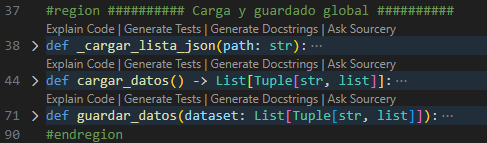 37 #region ########## Carga y guardado global ##########
Explain Code | Generate Tests | Generate Docstrings | Ask Sourcery
38 > def _cargar_lista_json(path: str): ···
Explain Code | Generate Tests | Generate Docstrings | Ask Sourcery
44 > def cargar_datos() -> List[Tuple[str, list]]: ···
Explain Code | Generate Tests | Generate Docstrings | Ask Sourcery
71 > def guardar_datos(dataset: List[Tuple[str, list]]): ···
90 #endregion